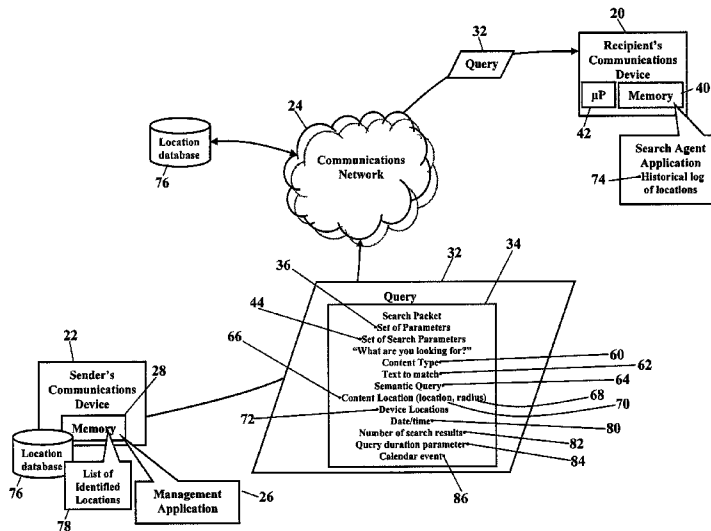 20
32
Recipient's
Communications
Device
Query
40
µP
Memory
42
24
Location
database
76
Communications
Network
Search Agent
Application
•Historical log
of locations
74
32
34
36
44
66
22
28
72
Query
Search Packet
•Set of Parameters
•Set of Search Parameters
"What are you looking for?"
Content Type
Text to match
Semantic Query
•Content Location (location, radius)
•Device Locations
Date/time
Number of search results
Query duration parameter
Calendar event
60
62
64
68
70
80
82
84
86
Sender's
Communications
Device
Memory
Location
database
76
List of
Identified
Locations
78
Management
Application
26